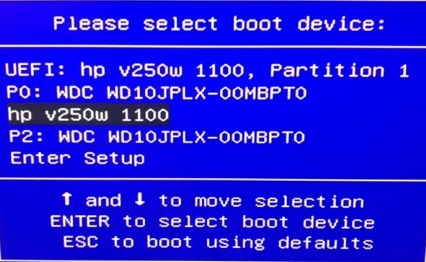 Please select boot device:
UEFI: hp v250w 1100, Partition 1
P0: WDC WD10JPLX-00MBPT0
hp v250w 1100
P2: WDC WD10JPLX-00MBPT0
Enter Setup
↑ and ↓ to move selection
ENTER to select boot device
ESC to boot using defaults